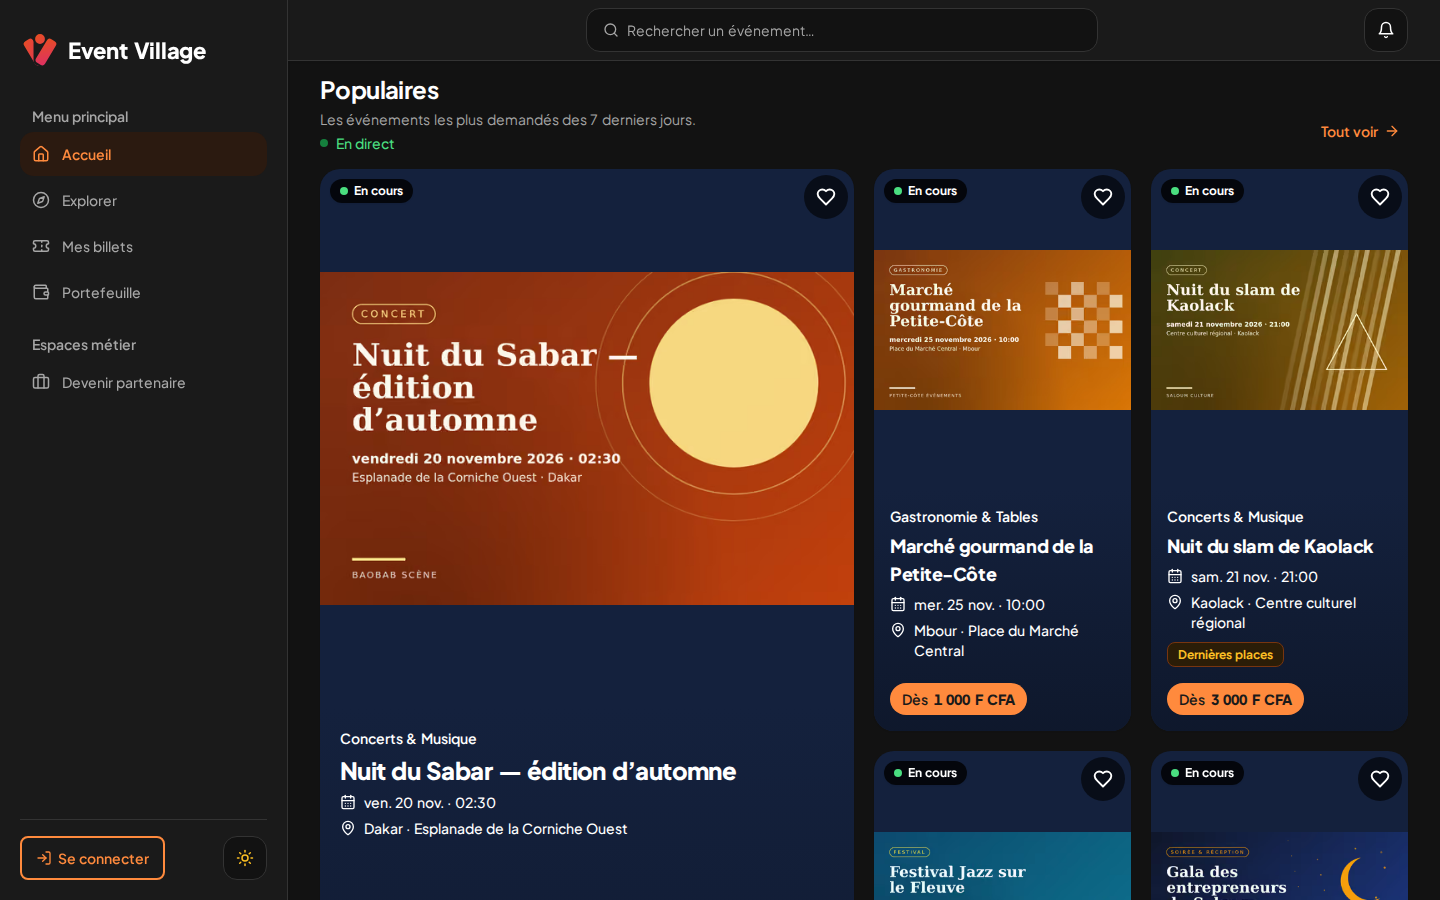 Event Village
Rechercher un événement...
Menu principal
Accueil
Explorer
Mes billets
Portefeuille
Espaces métier
Devenir partenaire
Se connecter
Populaires
Les événements les plus demandés des 7 derniers jours.
En direct
Tout voir
En cours
CONCERT
Nuit du Sabar —
édition
d’automne
vendredi 20 novembre 2026 · 02:30
Esplanade de la Corniche Ouest · Dakar
BAOBAB SCÈNE
Concerts & Musique
Nuit du Sabar — édition d’automne
ven. 20 nov. · 02:30
Dakar · Esplanade de la Corniche Ouest
En cours
GASTRONOMIE
Marché
gourmand de la
Petite-Côte
mercredi 25 novembre 2026 · 10:00
Place du Marché Central · Mbour
PETITE-CÔTE ÉVÉNEMENTS
Gastronomie & Tables
Marché gourmand de la
Petite-Côte
mer. 25 nov. · 10:00
Mbour · Place du Marché
Central
Dès 1 000 F CFA
En cours
CONCERT
Nuit du slam de
Kaolack
samedi 21 novembre 2026 · 21:00
Centre culturel régional · Kaolack
SALOUM CULTURE
Concerts & Musique
Nuit du slam de Kaolack
sam. 21 nov. · 21:00
Kaolack · Centre culturel
régional
Dernières places
Dès 3 000 F CFA
En cours
FESTIVAL
Festival Jazz sur
le Fleuve
En cours
SOIRÉE & RÉCEPTION
Gala des
entrepreneurs